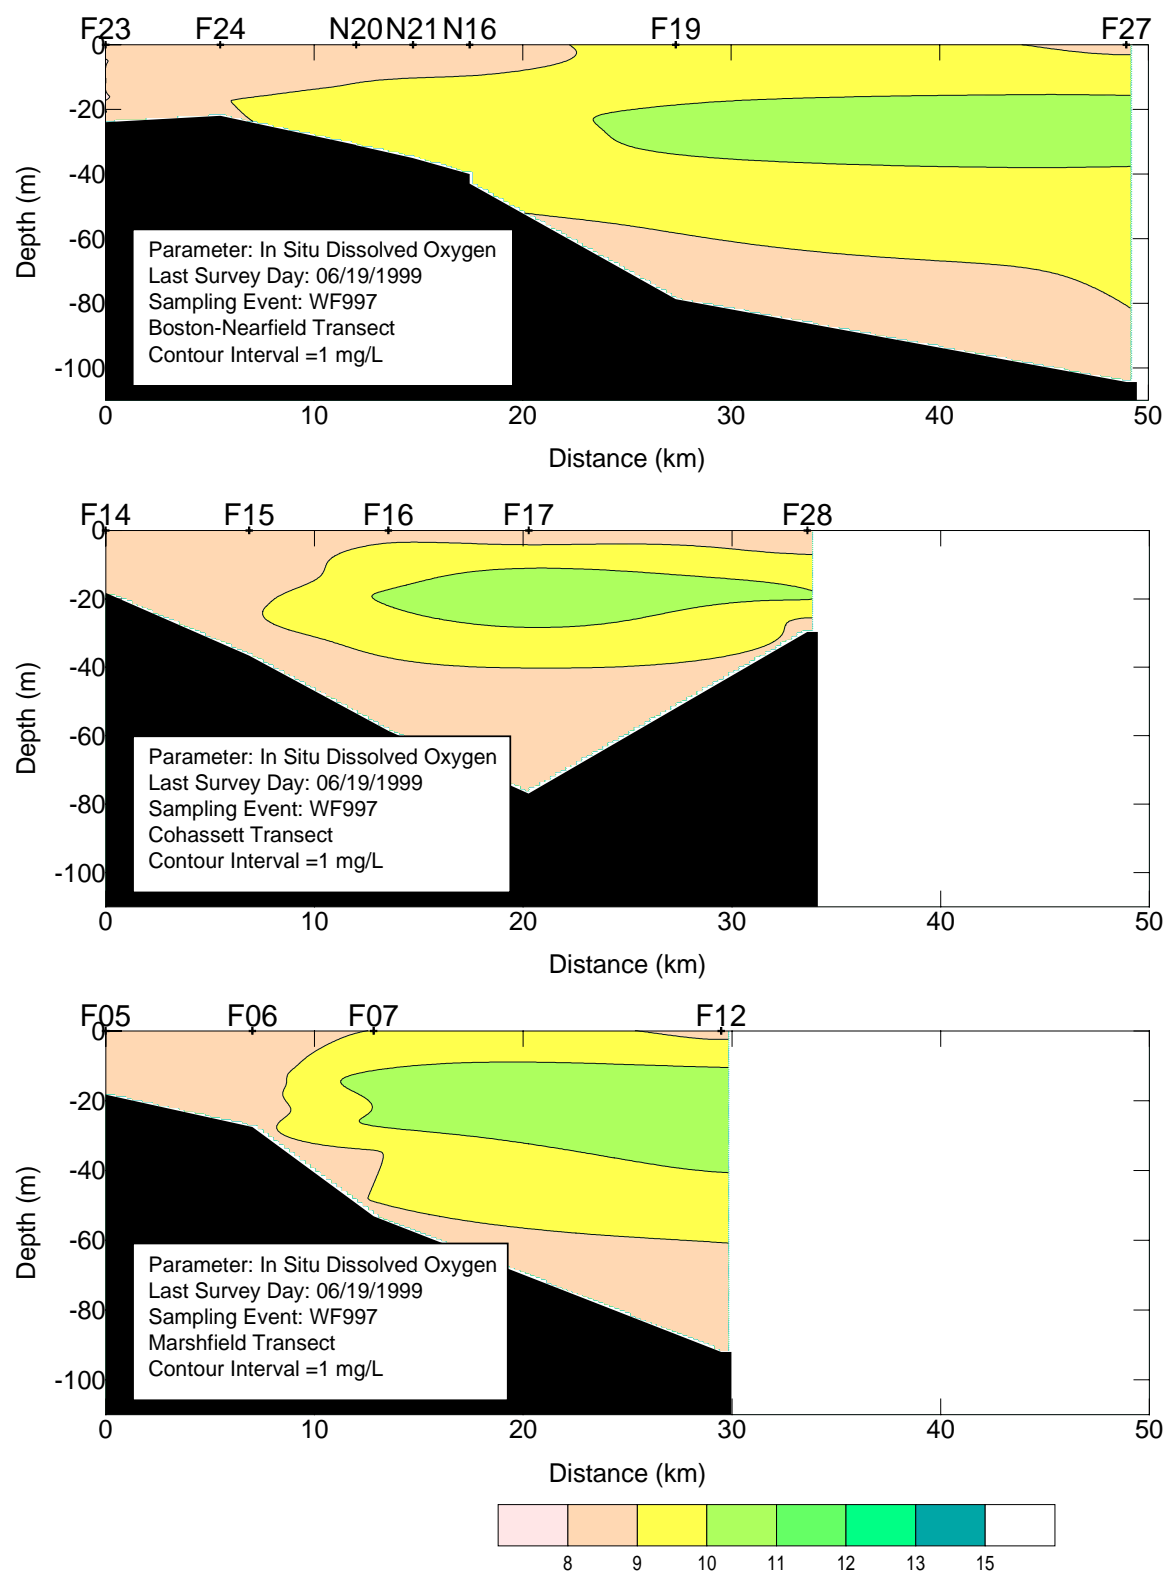 F23 F24 N20 N21 N16 F19 F27
0
-20
-40
-60
-80
-100
Depth (m)
Parameter: In Situ Dissolved Oxygen
Last Survey Day: 06/19/1999
Sampling Event: WF997
Boston-Nearfield Transect
Contour Interval =1 mg/L
0 10 20 30 40 50
Distance (km)
F14 F15 F16 F17 F28
0
-20
-40
-60
-80
-100
Depth (m)
Parameter: In Situ Dissolved Oxygen
Last Survey Day: 06/19/1999
Sampling Event: WF997
Cohassett Transect
Contour Interval =1 mg/L
0 10 20 30 40 50
Distance (km)
F05 F06 F07 F12
0
-20
-40
-60
-80
-100
Depth (m)
Parameter: In Situ Dissolved Oxygen
Last Survey Day: 06/19/1999
Sampling Event: WF997
Marshfield Transect
Contour Interval =1 mg/L
0 10 20 30 40 50
Distance (km)
8 9 10 11 12 13 15